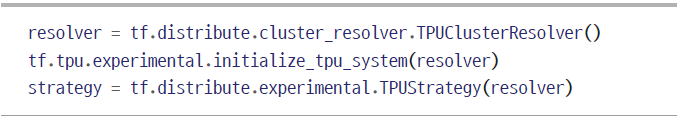 resolver = tf.distribute.cluster_resolver.TPUClusterResolver()
tf.tpu.experimental.initialize_tpu_system(resolver)
strategy = tf.distribute.experimental.TPUStrategy(resolver)